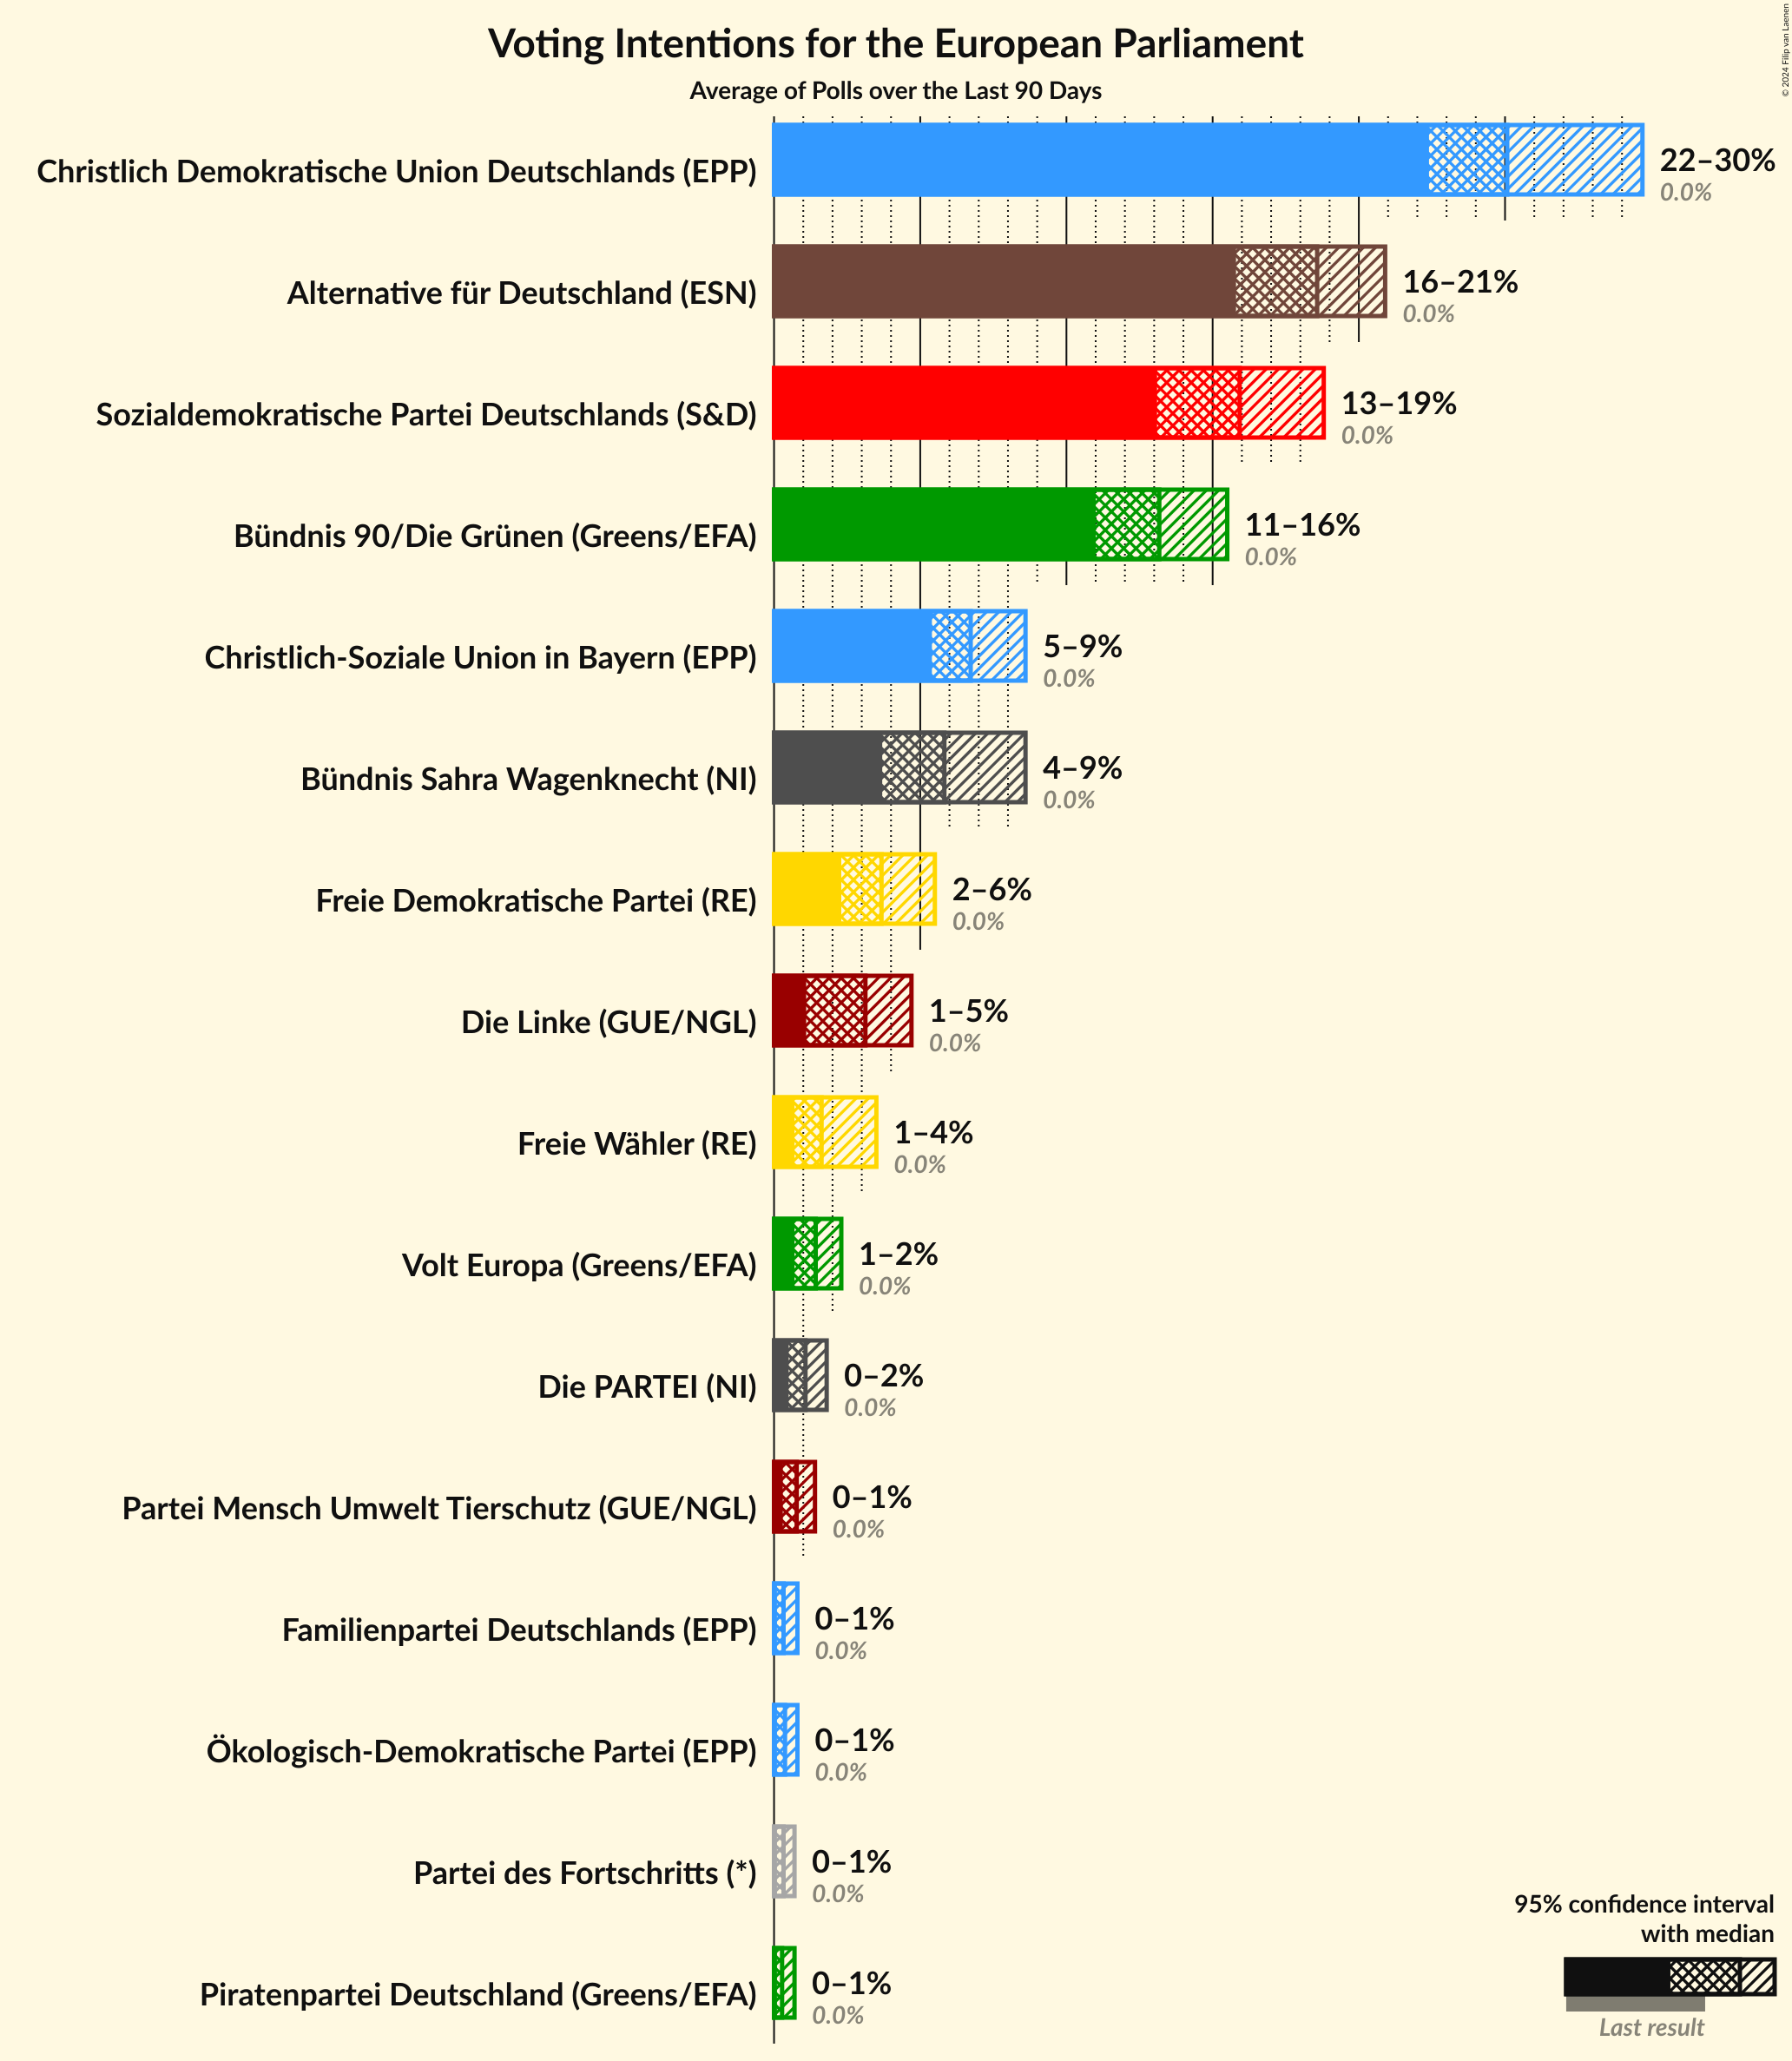 Voting Intentions for the European Parliament
Average of Polls over the Last 90 Days
© 2024 Filip van Laenen
Christlich Demokratische Union Deutschlands (EPP)
22–30%
0.0%
Alternative für Deutschland (ESN)
16–21%
0.0%
Sozialdemokratische Partei Deutschlands (S&D)
13–19%
0.0%
Bündnis 90/Die Grünen (Greens/EFA)
11–16%
0.0%
Christlich-Soziale Union in Bayern (EPP)
5–9%
0.0%
Bündnis Sahra Wagenknecht (NI)
4–9%
0.0%
Freie Demokratische Partei (RE)
2–6%
0.0%
Die Linke (GUE/NGL)
1–5%
0.0%
Freie Wähler (RE)
1–4%
0.0%
Volt Europa (Greens/EFA)
1–2%
0.0%
Die PARTEI (NI)
0–2%
0.0%
Partei Mensch Umwelt Tierschutz (GUE/NGL)
0–1%
0.0%
Familienpartei Deutschlands (EPP)
0–1%
0.0%
Ökologisch-Demokratische Partei (EPP)
0–1%
0.0%
Partei des Fortschritts (*)
0–1%
0.0%
Piratenpartei Deutschland (Greens/EFA)
0–1%
0.0%
95% confidence interval
with median
Last result